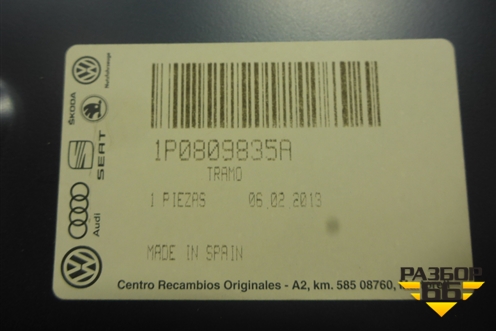 1P0809835A
TRAMO
1 PIEZAS 06.02 2013
MADE IN SPAIN
Centro Recambios Originales - A2, km. 585 08760,
Nutzfahrzeuge
ŠKODA
SEAT
Audi
РАЗБОР
66